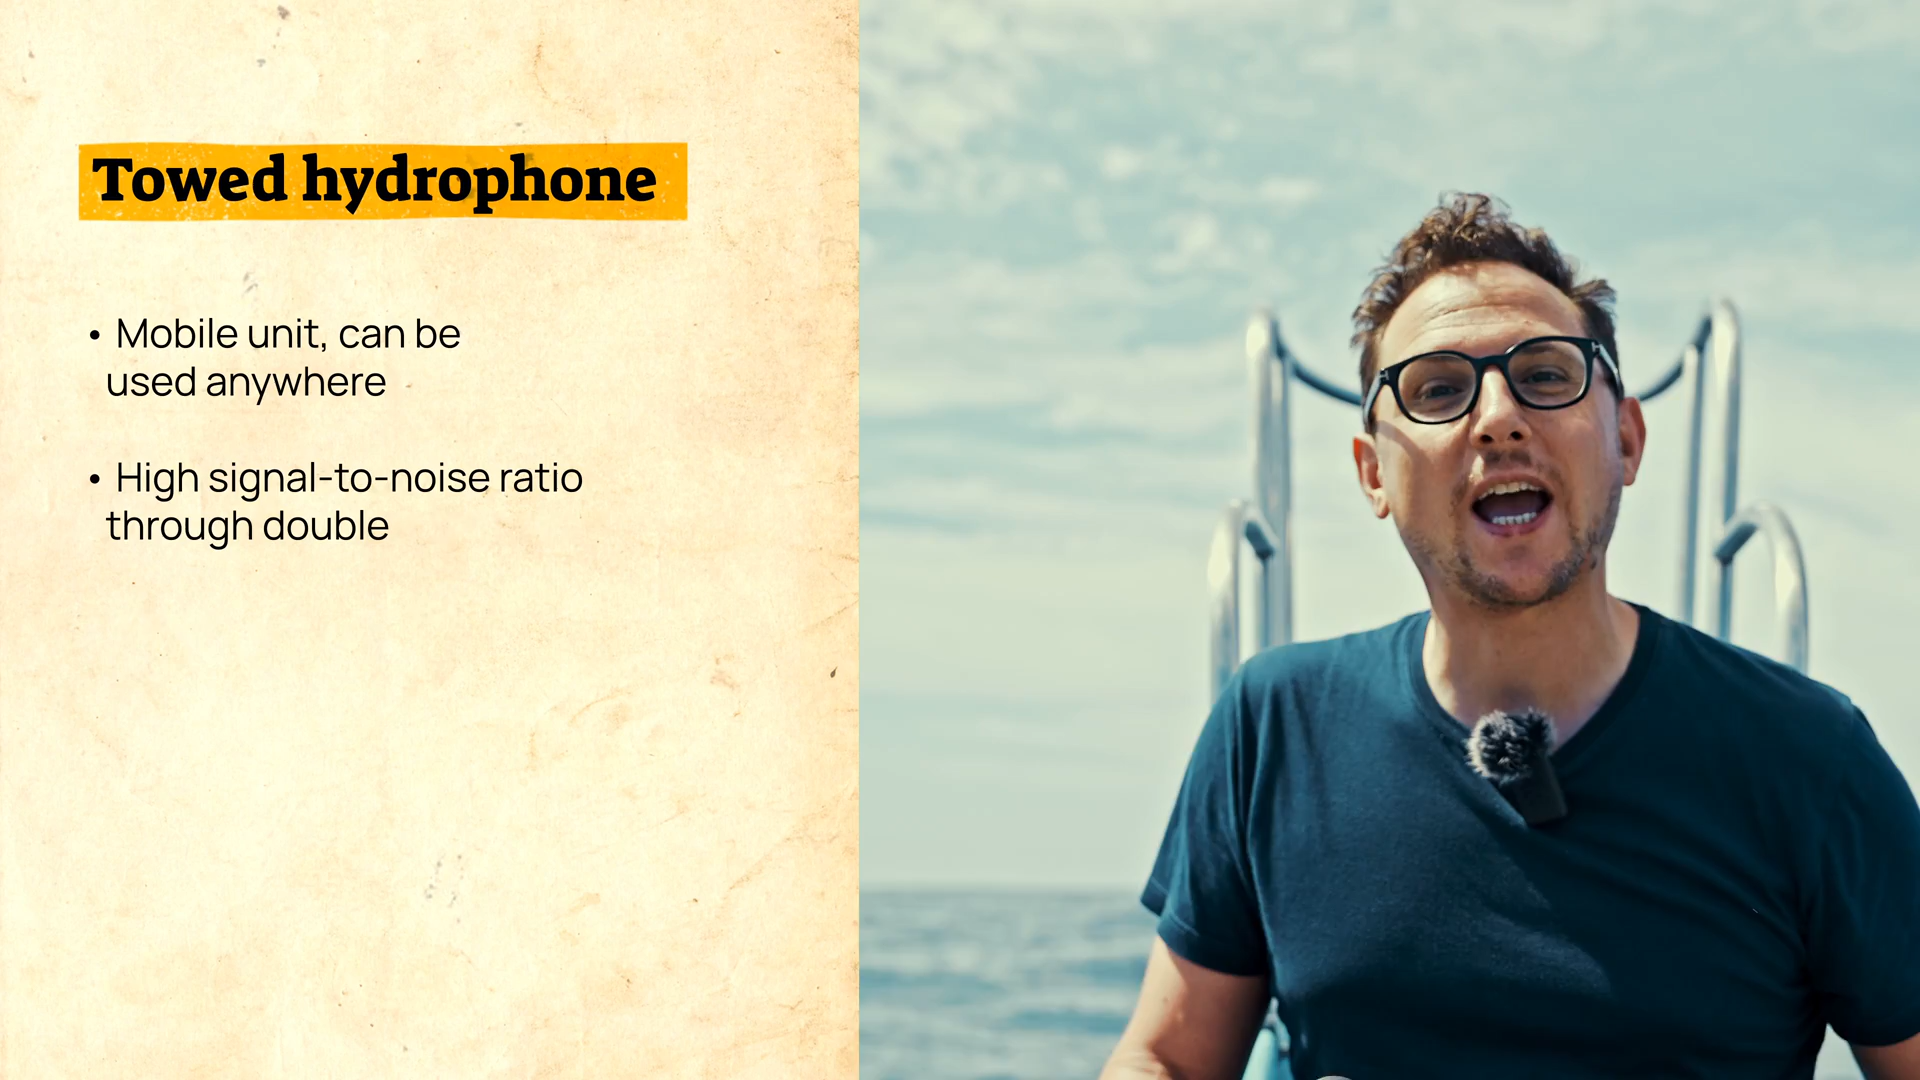 Towed hydrophone
• Mobile unit, can be
used anywhere
• High signal-to-noise ratio
through double